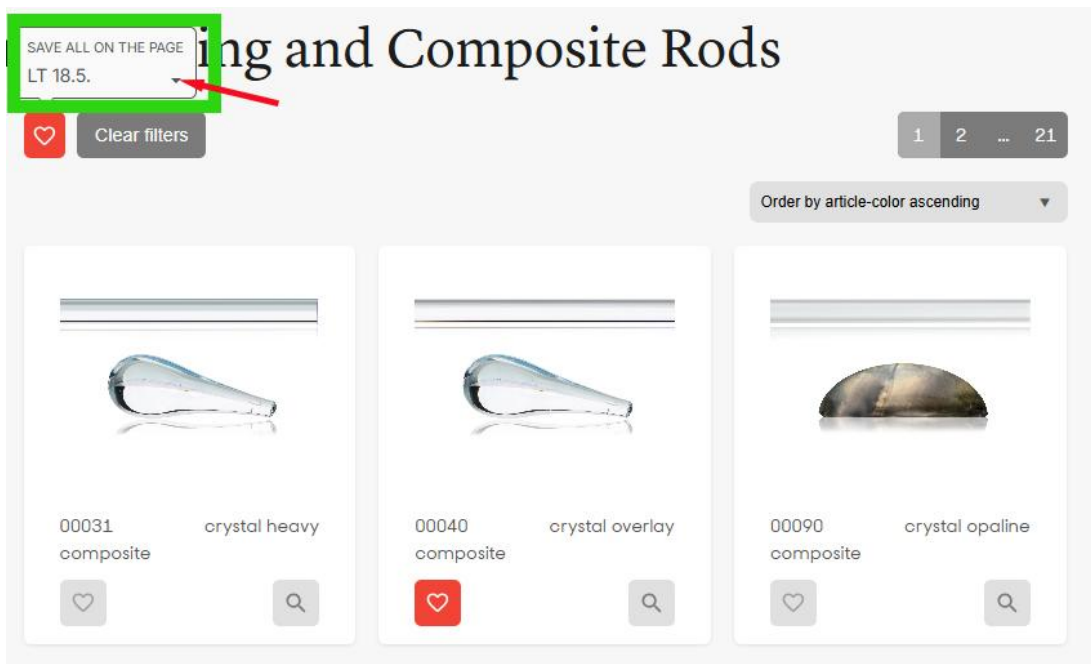 SAVE ALL ON THE PAGE
LT 18.5.
ing and Composite Rods
Clear filters
1 2 ... 21
Order by article-color ascending
00031 crystal heavy
composite
00040 crystal overlay
composite
00090 crystal opaline
composite